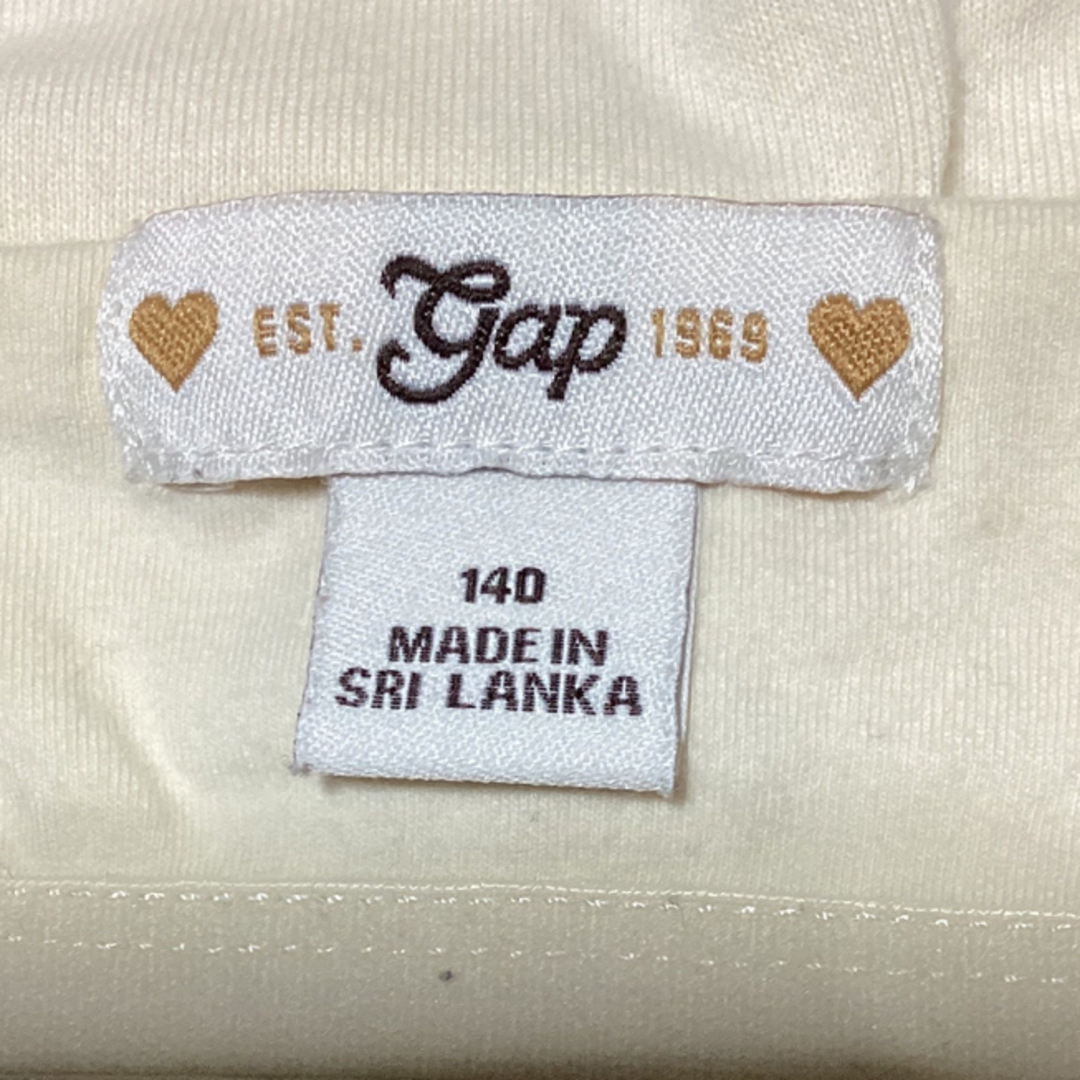 EST. Gap 1969
140
MADE IN
SRI LANKA